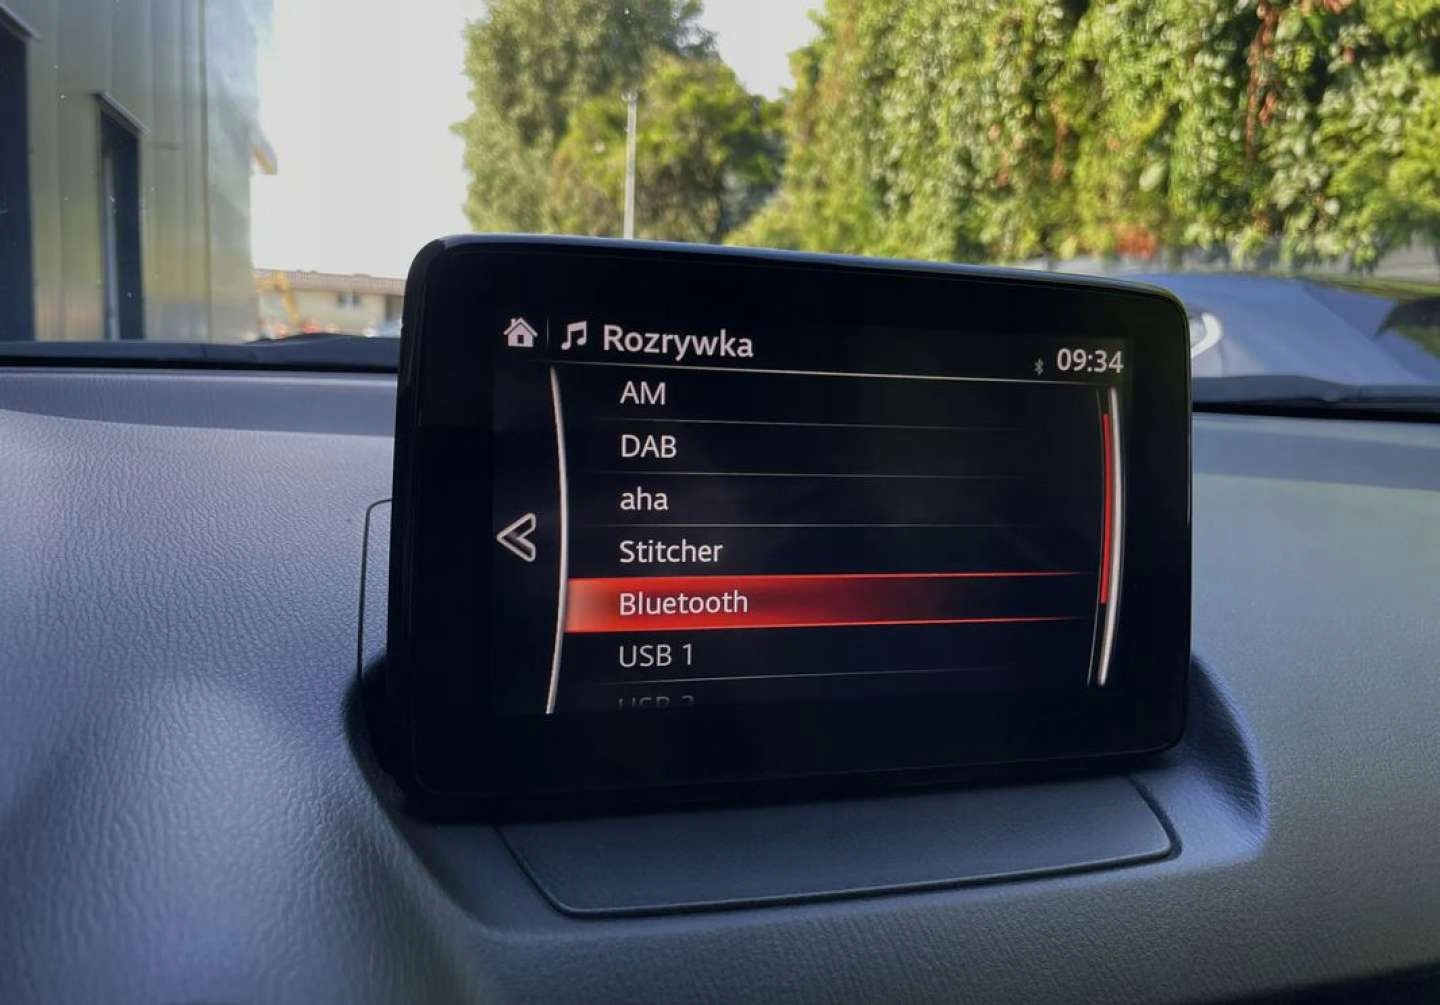 Rozrywka
09:34
AM
DAB
aha
Stitcher
Bluetooth
USB 1